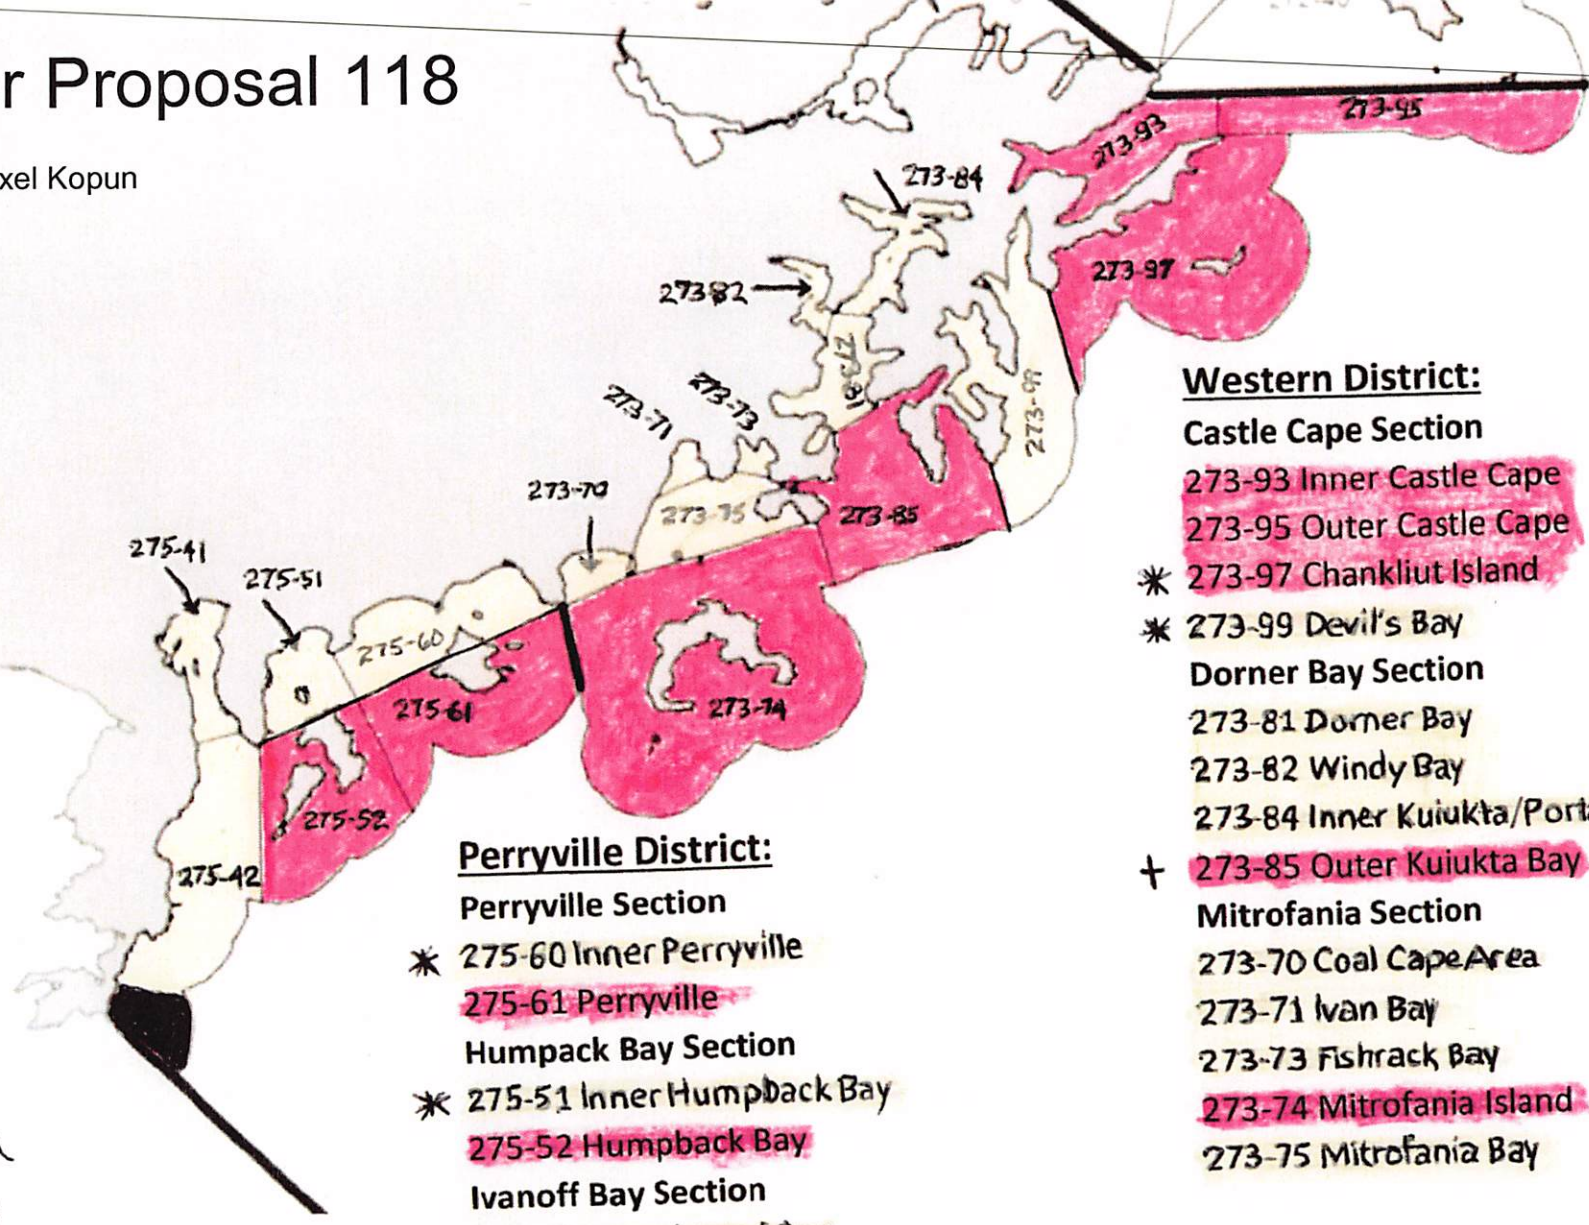 r Proposal 118
xel Kopun
273-95
273-93
273-84
273-97
273-82
273-81
273-99
273-71
273-73
273-70
273-75
273-85
275-41
275-51
275-60
275-61
273-74
275-52
275-42
Western District:
Castle Cape Section
273-93 Inner Castle Cape
273-95 Outer Castle Cape
* 273-97 Chankliut Island
* 273-99 Devil's Bay
Dorner Bay Section
273-81 Dorner Bay
273-82 Windy Bay
273-84 Inner Kuiukta/Porta
+ 273-85 Outer Kuiukta Bay
Mitrofania Section
273-70 Coal Cape Area
273-71 Ivan Bay
273-73 Fishrack Bay
273-74 Mitrofania Island
273-75 Mitrofania Bay
Perryville District:
Perryville Section
* 275-60 Inner Perryville
275-61 Perryville
Humpack Bay Section
* 275-51 Inner Humpback Bay
275-52 Humpback Bay
Ivanoff Bay Section